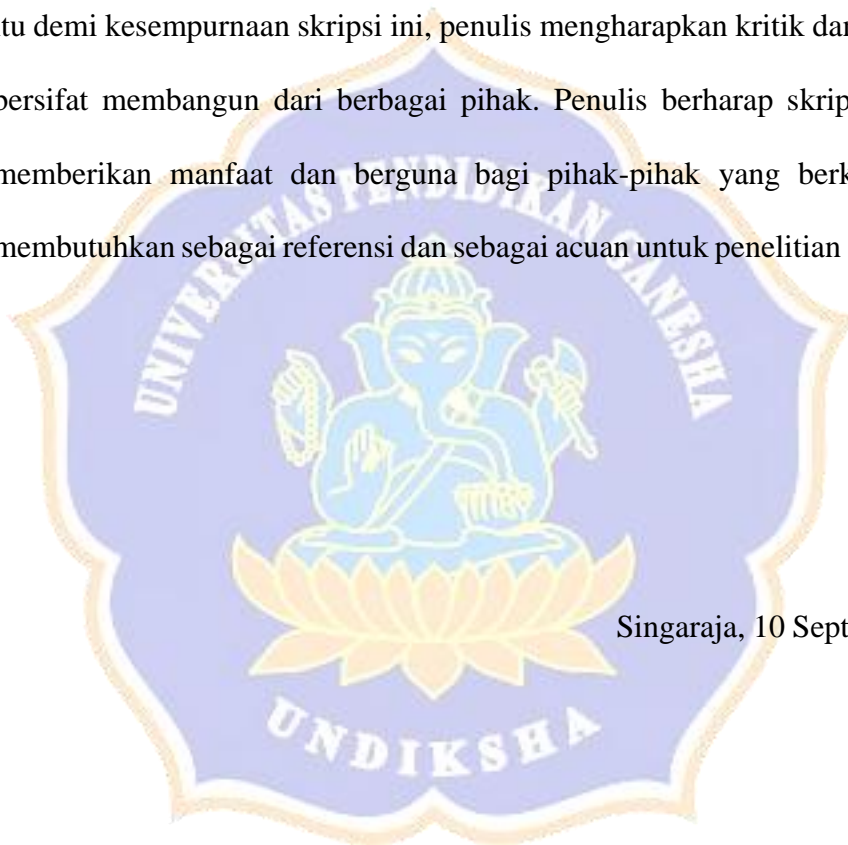 tu demi kesempurnaan skripsi ini, penulis mengharapkan kritik dar
bersifat membangun dari berbagai pihak. Penulis berharap skrip
memberikan manfaat dan berguna bagi pihak-pihak yang berk
membutuhkan sebagai referensi dan sebagai acuan untuk penelitian
UNIVERSITAS PENDIDIKAN GANESHA
Singaraja, 10 Sept
UNDIKSHA